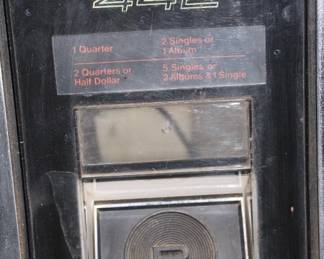 442
1 Quarter
2 Singles or
1 Album
2 Quarters or
Half Dollar
5 Singles or
2 Albums & 1 Single
R